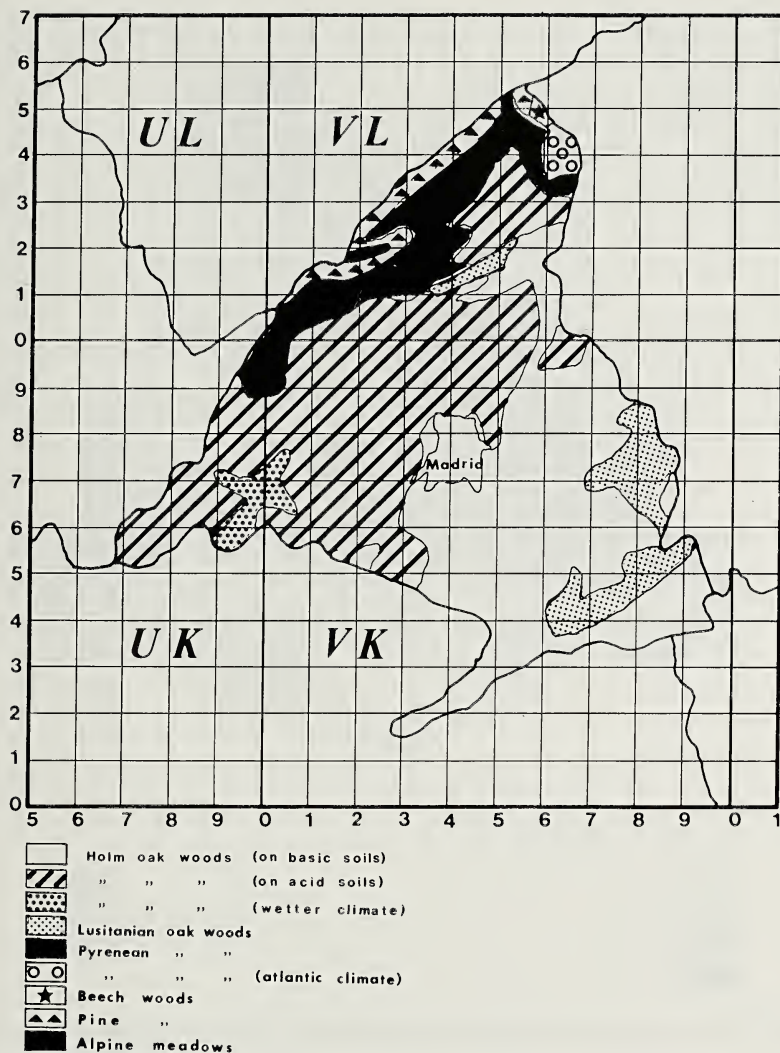 7
6
5
UL VL
4
3
2
1
0
9
8
Madrid
7
6
5
4
UK VK
3
2
1
0
5 6 7 8 9 0 1 2 3 4 5 6 7 8 9 0 1
Holm oak woods (on basic soils)
,, ,, ,, (on acid soils)
,, ,, ,, (wetter climate)
Lusitanian oak woods
Pyrenean ,, ,,
,, ,, ,, (atlantic climate)
Beech woods
Pine ,,
Alpine meadows